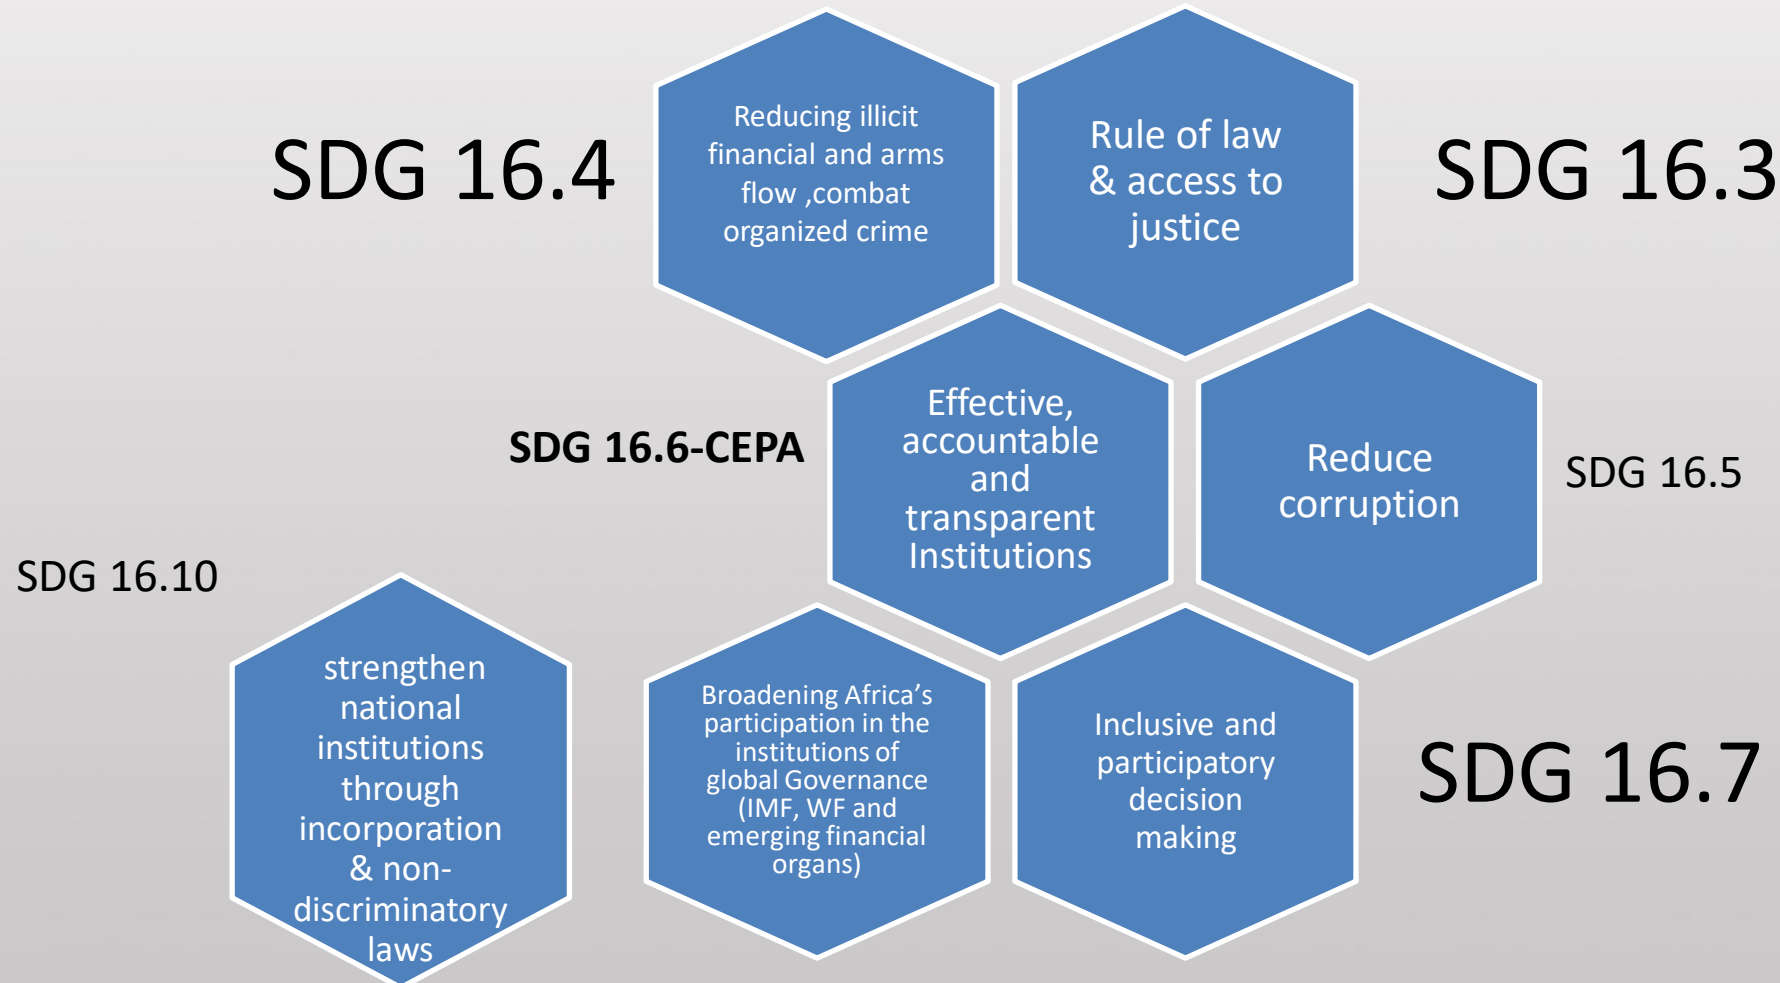 SDG 16.4
Reducing illicit
financial and arms
flow ,combat
organized crime
Rule of law
& access to
justice
SDG 16.3
SDG 16.6-CEPA
Effective,
accountable
and
transparent
Institutions
Reduce
corruption
SDG 16.5
SDG 16.10
strengthen
national
institutions
through
incorporation
& non-
discriminatory
laws
Broadening Africa’s
participation in the
institutions of
global Governance
(IMF, WF and
emerging financial
organs)
Inclusive and
participatory
decision
making
SDG 16.7